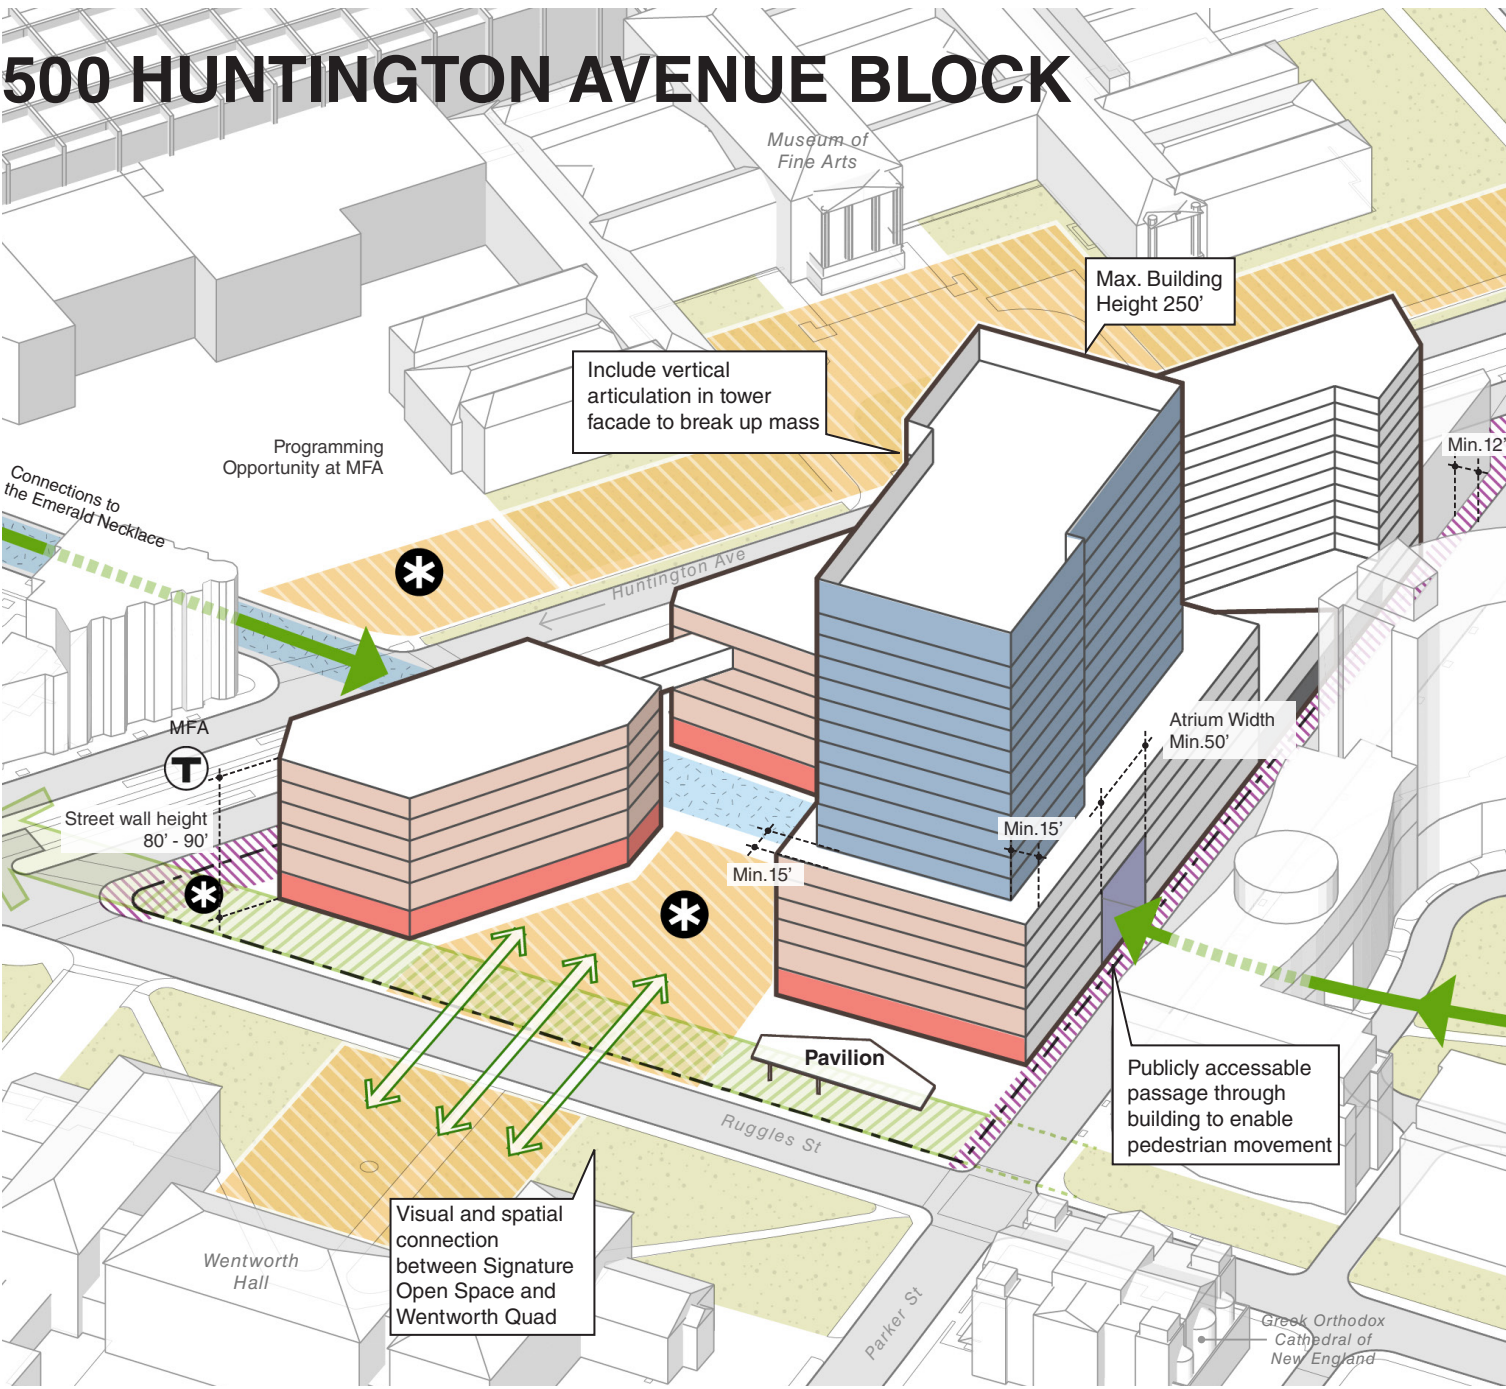 500 HUNTINGTON AVENUE BLOCK
Museum of
Fine Arts
Max. Building
Height 250’
Include vertical
articulation in tower
facade to break up mass
Programming
Opportunity at MFA
Min.12’
Connections to
the Emerald Necklace
Huntington Ave
MFA
T
Atrium Width
Min.50’
Street wall height
80’ - 90’
Min.15’
Min.15’
Pavilion
Publicly accessable
passage through
building to enable
pedestrian movement
Ruggles St
Visual and spatial
connection
between Signature
Open Space and
Wentworth Quad
Wentworth
Hall
Parker St
Greek Orthodox
Cathedral of
New England